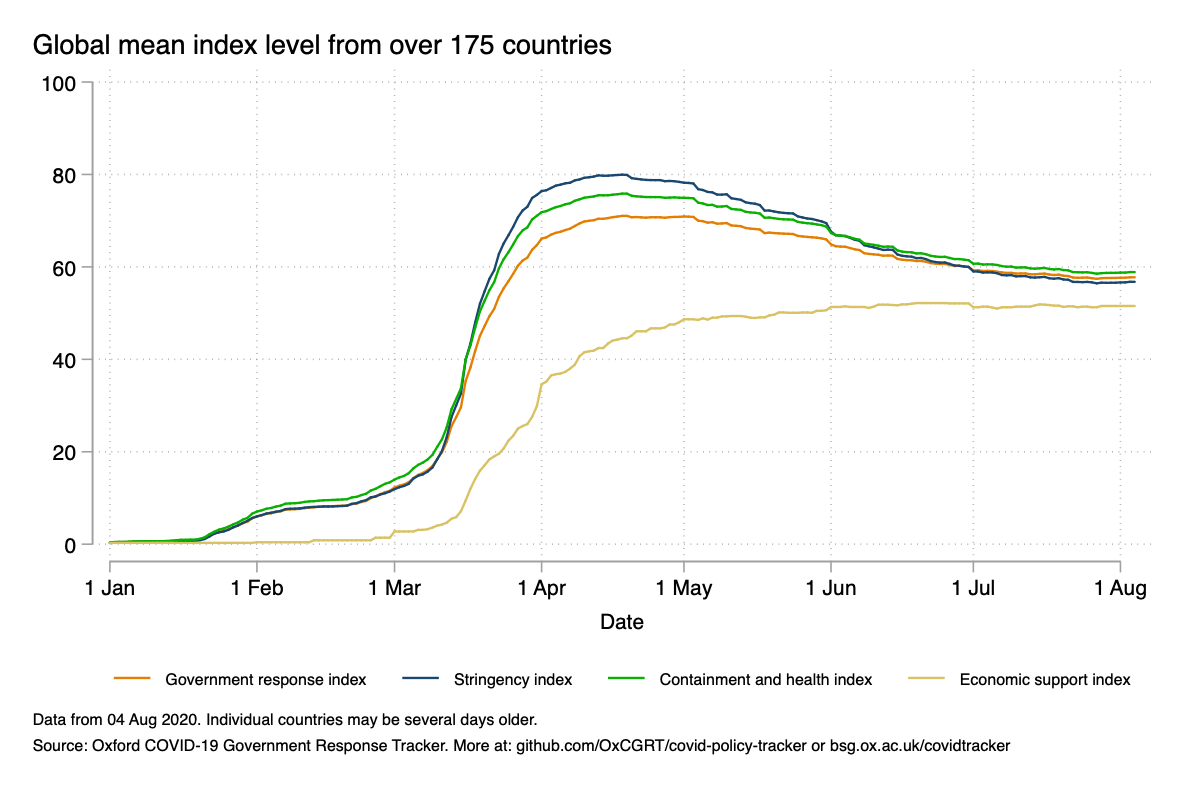 Global mean index level from over 175 countries
100
80
60
40
20
0
1 Jan 1 Feb 1 Mar 1 Apr 1 May 1 Jun 1 Jul 1 Aug
Date
Government response index Stringency index Containment and health index Economic support index
Data from 04 Aug 2020. Individual countries may be several days older.
Source: Oxford COVID-19 Government Response Tracker. More at: github.com/OxCGRT/covid-policy-tracker or bsg.ox.ac.uk/covidtracker